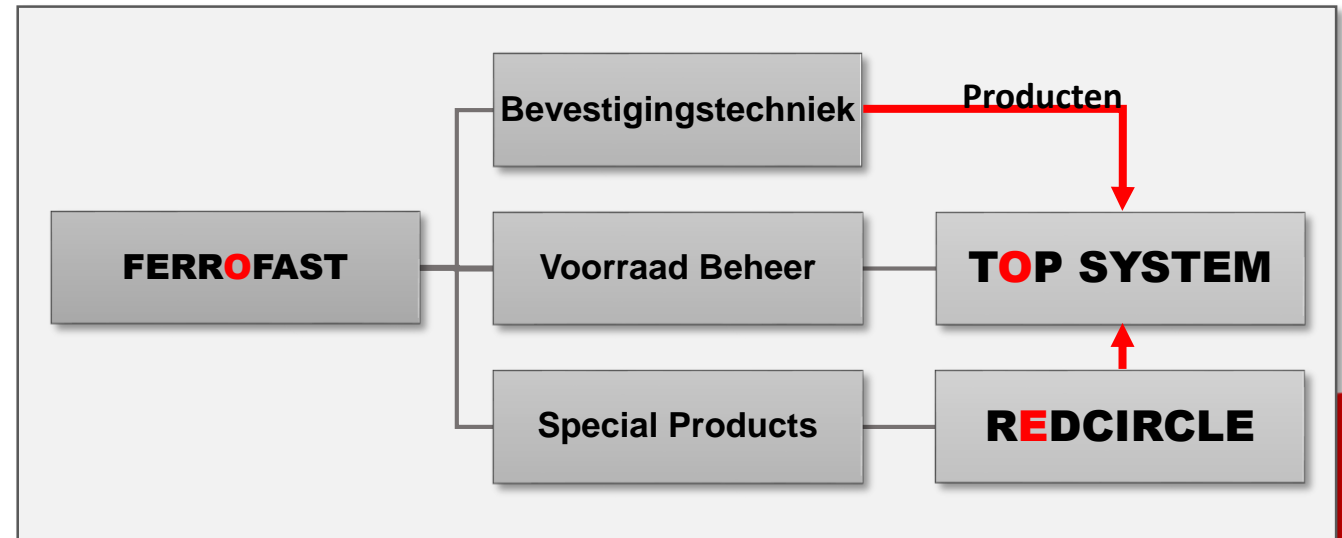 Bevestigingstechniek
Producten
FERROFAST
Voorraad Beheer
TOP SYSTEM
Special Products
REDCIRCLE